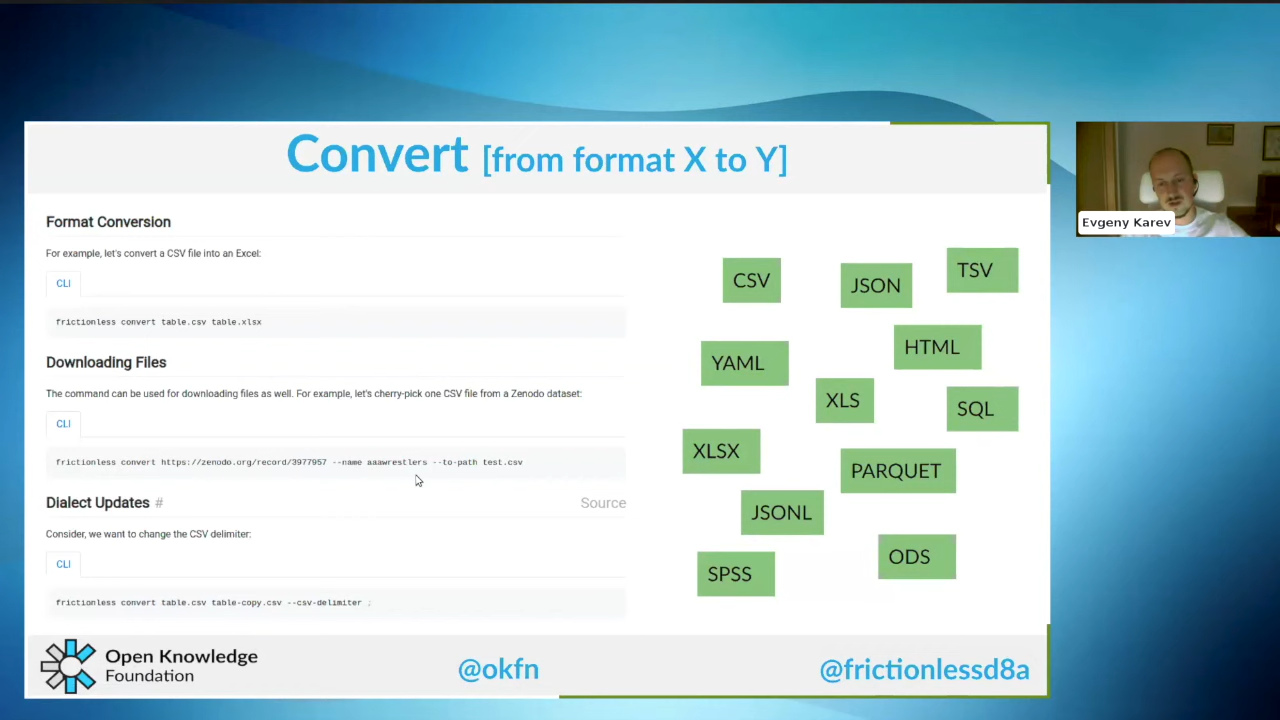 Convert [from format X to Y]
Format Conversion
For example, let's convert a CSV file into an Excel:
CLI
frictionless convert table.csv table.xlsx
Downloading Files
The command can be used for downloading files as well. For example, let's cherry-pick one CSV file from a Zenodo dataset:
CLI
frictionless convert https://zenodo.org/record/3977957 --name aaawrestlers --to-path test.csv
Dialect Updates #
Source
Consider, we want to change the CSV delimiter:
CLI
frictionless convert table.csv table-copy.csv --csv-delimiter ;
CSV
JSON
TSV
YAML
HTML
XLS
SQL
XLSX
PARQUET
JSONL
ODS
SPSS
Open Knowledge
Foundation
@okfn
@frictionlessd8a
Evgeny Karev